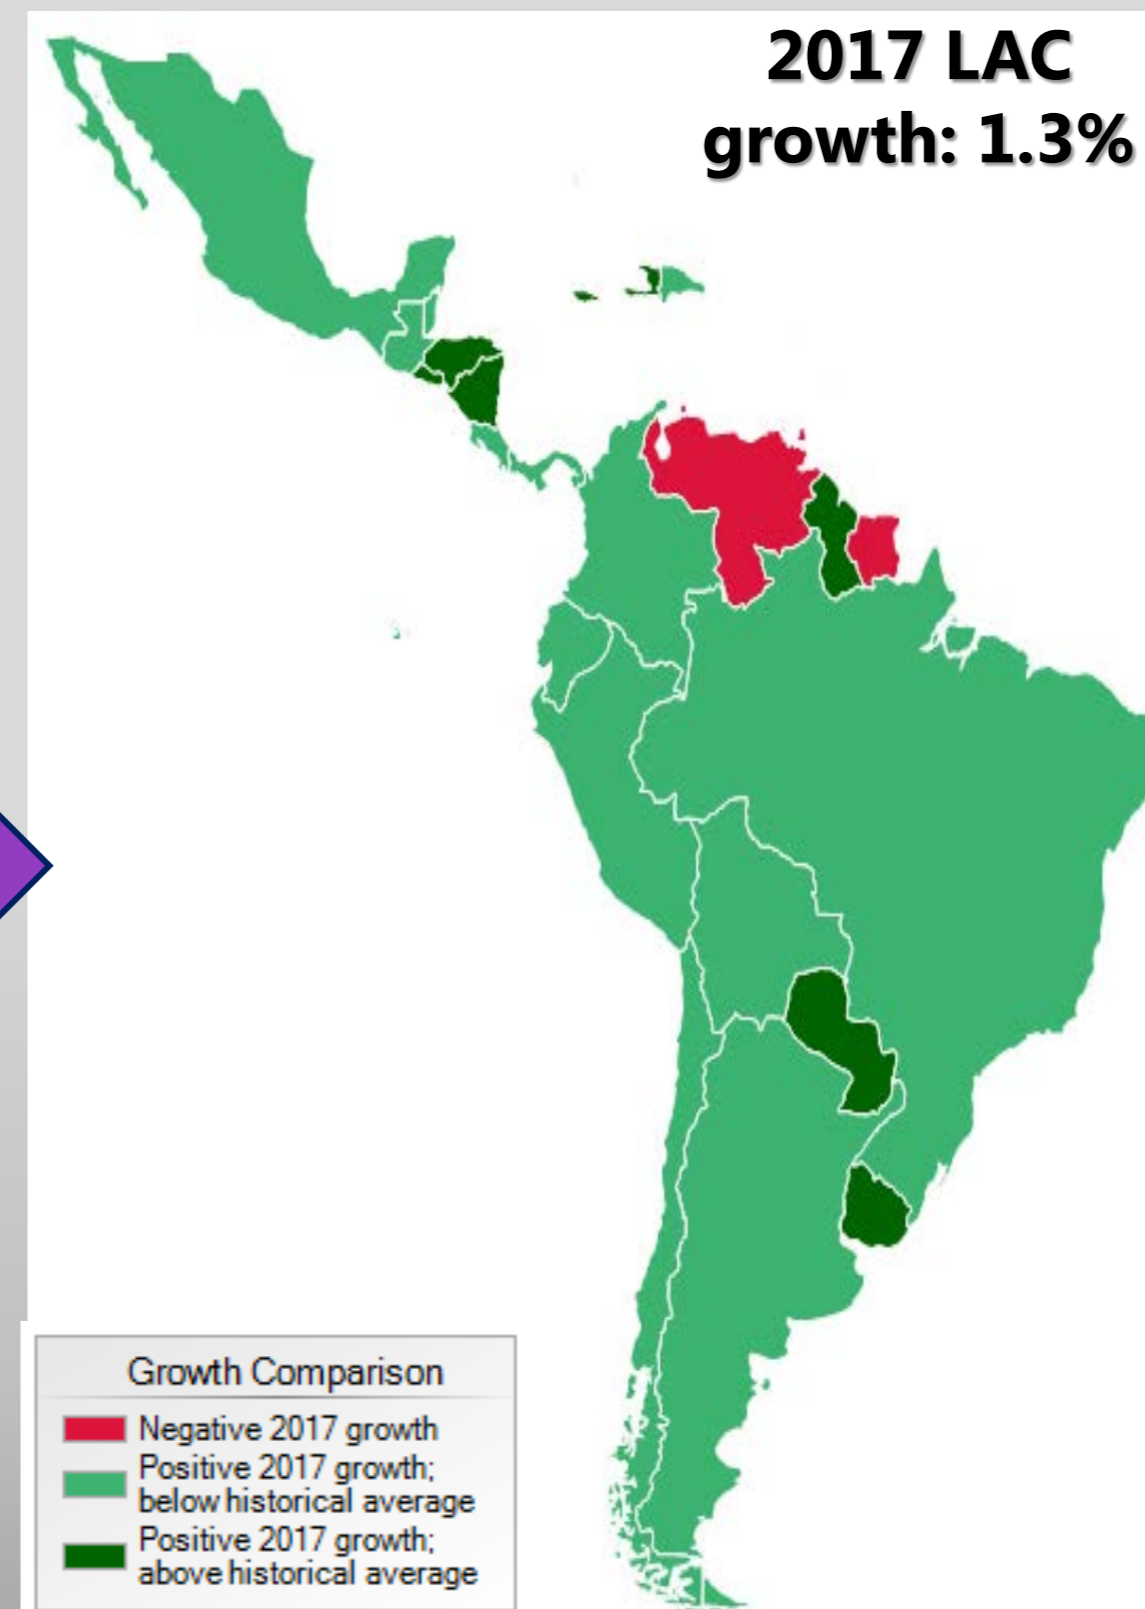 2017 LAC
growth: 1.3%
Growth Comparison
Negative 2017 growth
Positive 2017 growth;
below historical average
Positive 2017 growth;
above historical average